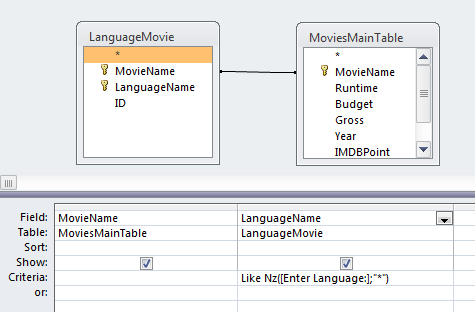 LanguageMovie
*
MovieName
LanguageName
ID
MoviesMainTable
*
MovieName
Runtime
Budget
Gross
Year
IMDBPoint
Field: MovieName LanguageName
Table: MoviesMainTable LanguageMovie
Sort:
Show:
Criteria: Like Nz([Enter Language:];"*")
or: